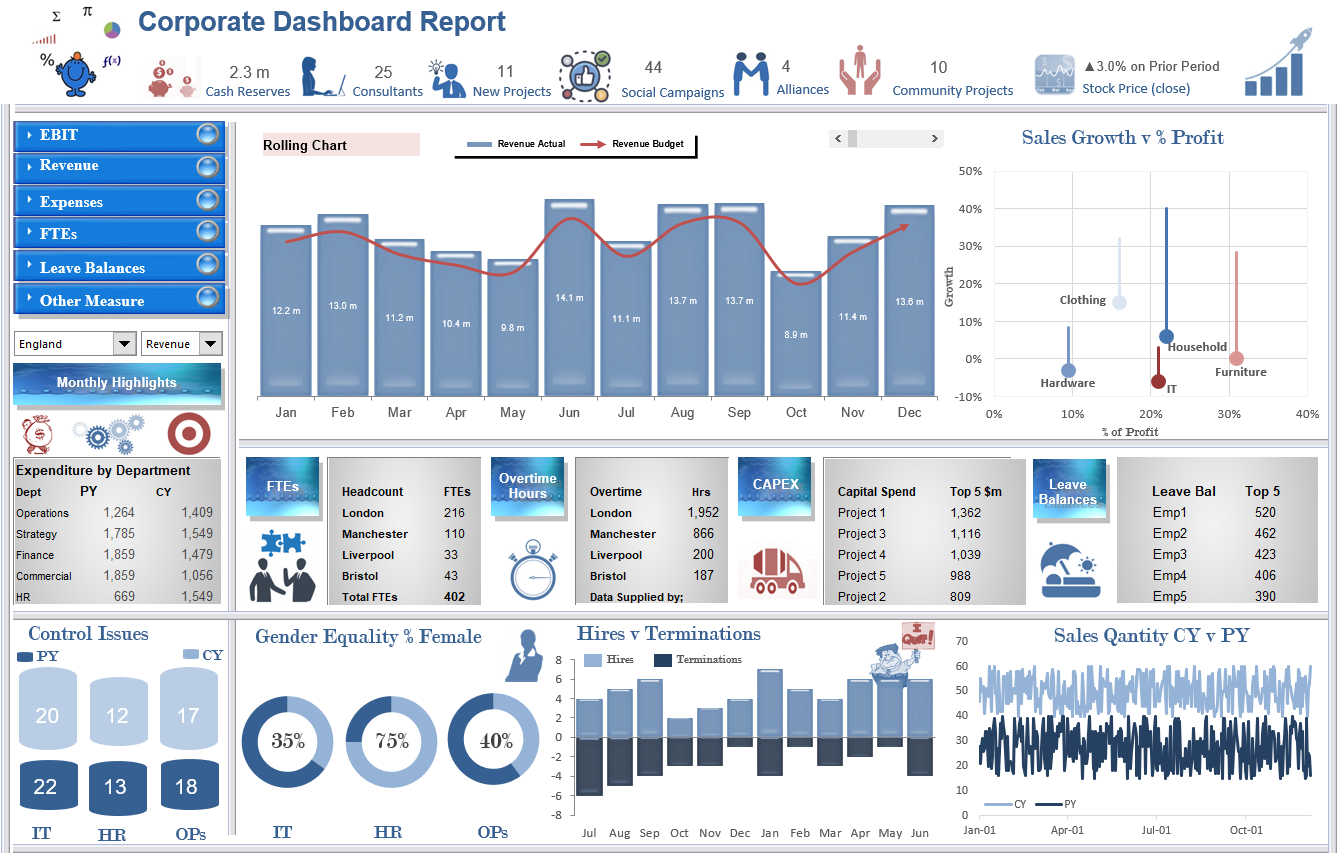 Σ π
Corporate Dashboard Report
% f(x)
2.3 m
Cash Reserves
25
Consultants
11
New Projects
44
Social Campaigns
4
Alliances
10
Community Projects
▲3.0% on Prior Period
Stock Price (close)
EBIT
Revenue
Expenses
FTEs
Leave Balances
Other Measure
England Revenue
Monthly Highlights
Rolling Chart
Revenue Actual Revenue Budget
12.2 m 13.0 m 11.2 m 10.4 m 9.8 m 14.1 m 11.1 m 13.7 m 13.7 m 8.9 m 11.4 m 13.6 m
Jan Feb Mar Apr May Jun Jul Aug Sep Oct Nov Dec
Sales Growth v % Profit
50%
40%
30%
20%
10%
0%
-10%
Growth
Clothing
Household
Furniture
Hardware
IT
0% 10% 20% 30% 40%
% of Profit
Expenditure by Department
Dept PY CY
Operations 1,264 1,409
Strategy 1,785 1,549
Finance 1,859 1,479
Commercial 1,859 1,056
HR 669 1,549
FTEs
Headcount FTEs
London 216
Manchester 110
Liverpool 33
Bristol 43
Total FTEs 402
Overtime
Hours
Overtime Hrs
London 1,952
Manchester 866
Liverpool 200
Bristol 187
Data Supplied by;
CAPEX
Capital Spend Top 5 $m
Project 1 1,362
Project 3 1,116
Project 4 1,039
Project 5 988
Project 2 809
Leave
Balances
Leave Bal Top 5
Emp1 520
Emp2 462
Emp3 423
Emp4 406
Emp5 390
Control Issues
PY CY
20 12 17
22 13 18
IT HR OPs
Gender Equality % Female
35% 75% 40%
IT HR OPs
Hires v Terminations
I
Quit!
Hires Terminations
8
6
4
2
0
-2
-4
-6
-8
Jul Aug Sep Oct Nov Dec Jan Feb Mar Apr May Jun
Sales Qantity CY v PY
70
60
50
40
30
20
10
0
CY PY
Jan-01 Apr-01 Jul-01 Oct-01